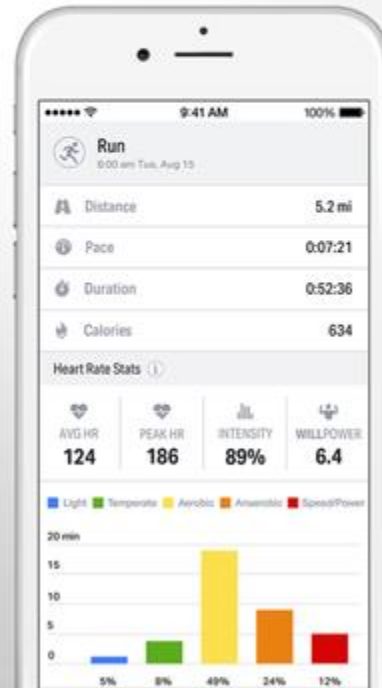 9:41 AM 100%
Run
6:00 am Tue, Aug 15
Distance 5.2 mi
Pace 0:07:21
Duration 0:52:36
Calories 634
Heart Rate Stats i
AVG HR PEAK HR INTENSITY WILLPOWER
124 186 89% 6.4
Light Temperate Aerobic Anaerobic Speed/Power
20 min
15
10
5
0
5% 8% 49% 24% 12%